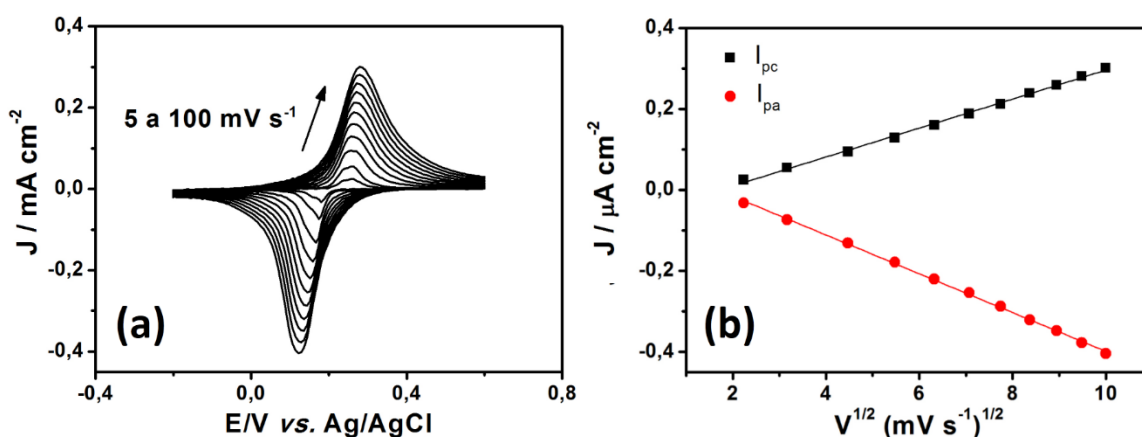 0,4
0,2
0,0
-0,2
-0,4
J / mA cm-2
5 a 100 mV s-1
(a)
-0,4 0,0 0,4 0,8
E/V vs. Ag/AgCl
0,4
0,2
0,0
-0,2
-0,4
J / μA cm-2
Ipc
Ipa
(b)
2 4 6 8 10
V1/2 (mV s-1)1/2